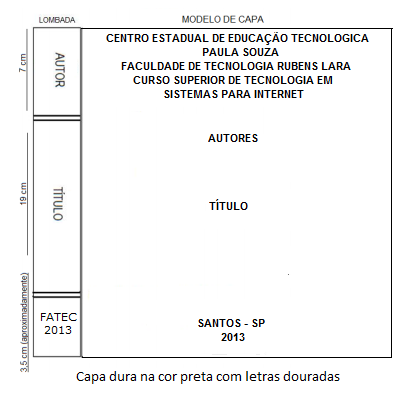 LOMBADA
MODELO DE CAPA
7 cm
AUTOR
CENTRO ESTADUAL DE EDUCAÇÃO TECNOLOGICA
PAULA SOUZA
FACULDADE DE TECNOLOGIA RUBENS LARA
CURSO SUPERIOR DE TECNOLOGIA EM
SISTEMAS PARA INTERNET
AUTORES
19 cm
TÍTULO
TÍTULO
3,5 cm (aproximadamente)
FATEC
2013
SANTOS - SP
2013
Capa dura na cor preta com letras douradas